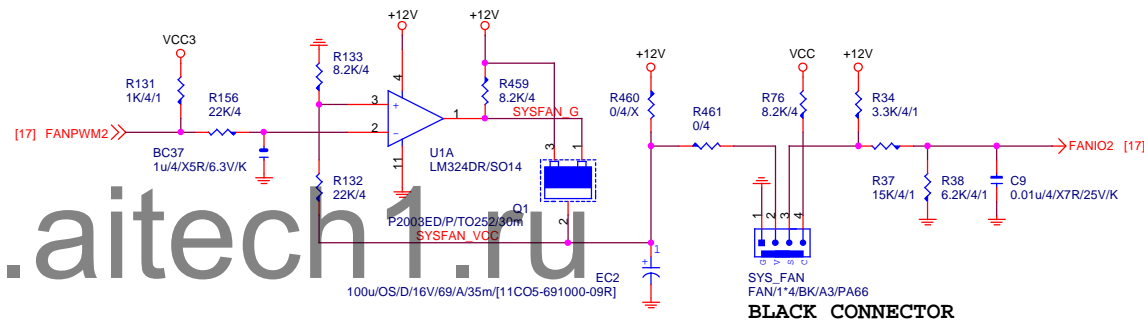 +12V
+12V
VCC3
R133
8.2K/4
+12V
VCC
+12V
R131
1K/4/1
R156
22K/4
4
3
+
2
−
1
11
R459
8.2K/4
SYSFAN_G
3
1
R460
0/4/X
R461
0/4
R76
8.2K/4
R34
3.3K/4/1
[17] FANPWM2
FANIO2 [17]
BC37
1u/4/X5R/6.3V/K
U1A
LM324DR/SO14
R132
22K/4
Q1
P2003ED/P/TO252/30m
2
SYSFAN_VCC
R37
15K/4/1
R38
6.2K/4/1
C9
0.01u/4/X7R/25V/K
1
2
3
4
G
V
S
C
.aitech1.ru
1
+
EC2
100u/OS/D/16V/69/A/35m/[11CO5-691000-09R]
SYS_FAN
FAN/1*4/BK/A3/PA66
BLACK CONNECTOR